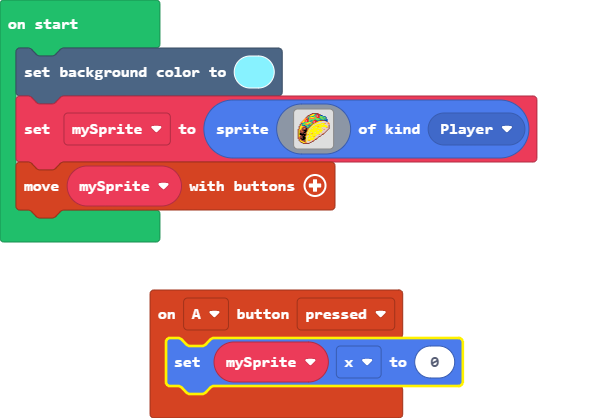 on start
set background color to
set mySprite to sprite of kind Player
move mySprite with buttons
on A button pressed
set mySprite x to 0